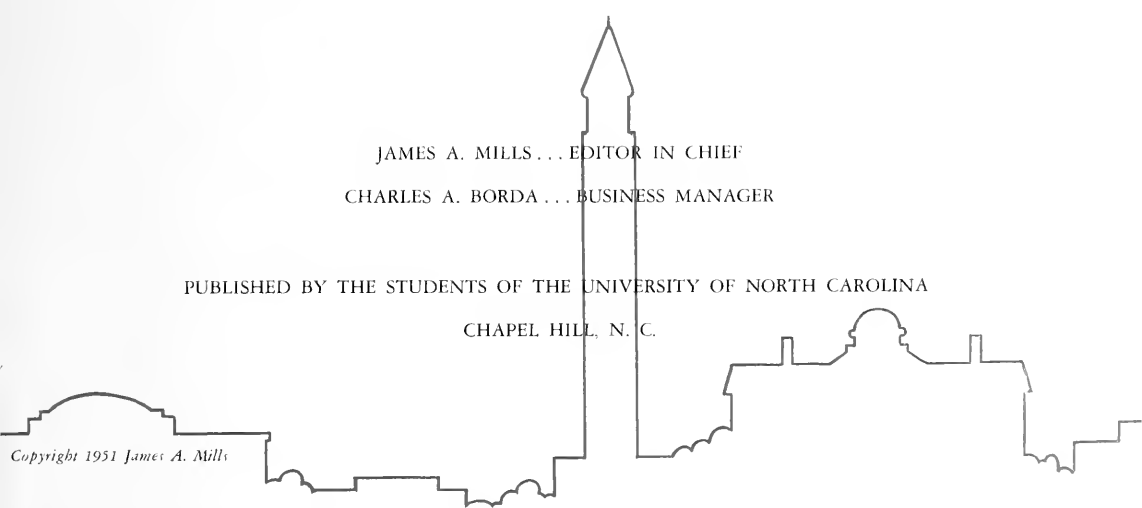 JAMES A. MILLS . . . EDITOR IN CHIEF
CHARLES A. BORDA . . . BUSINESS MANAGER
PUBLISHED BY THE STUDENTS OF THE UNIVERSITY OF NORTH CAROLINA
CHAPEL HILL, N. C.
Copyright 1951 James A. Mills